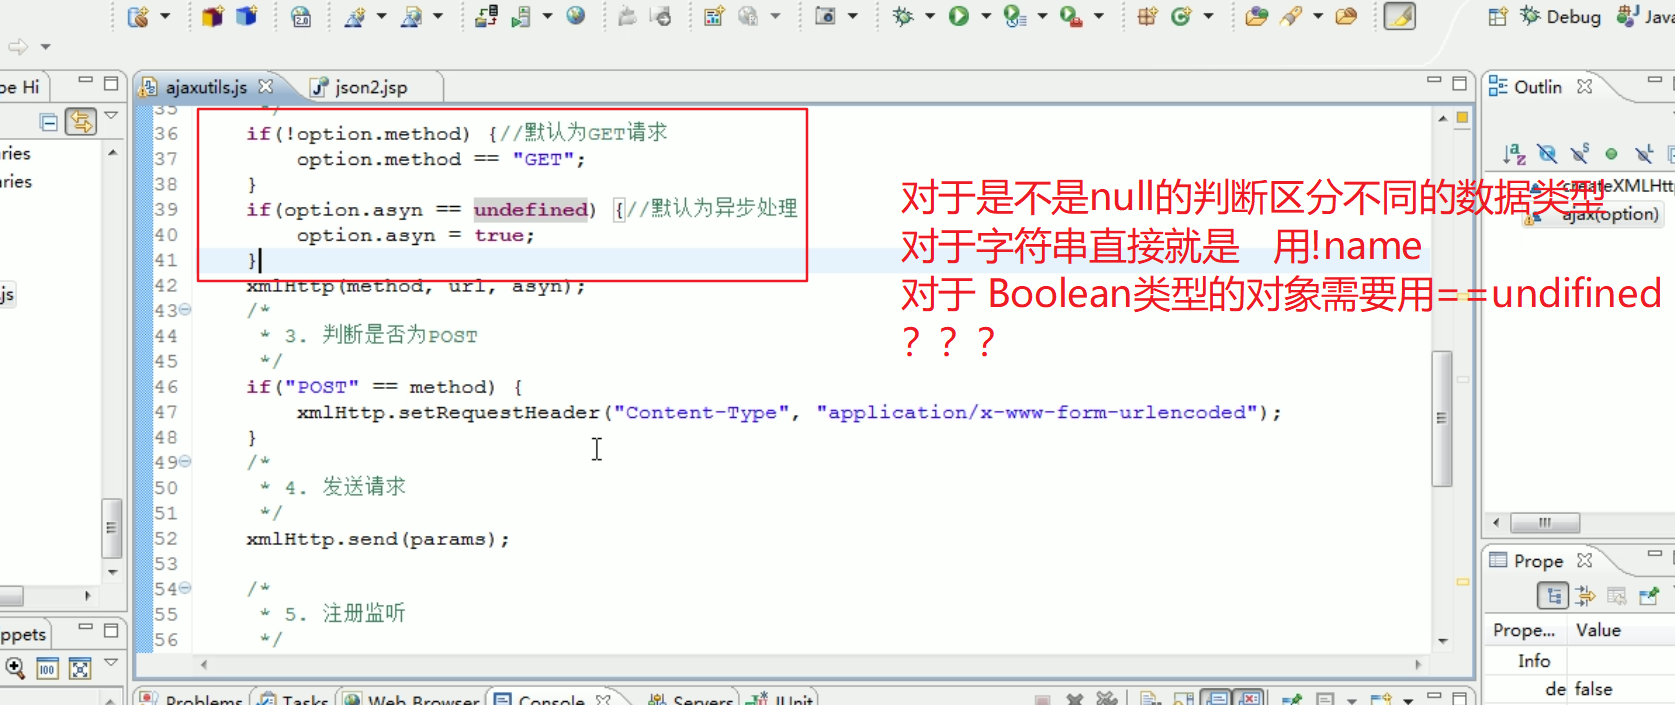 Debug
Java
pe Hi
ajaxutils.js
json2.jsp
Outlin
ries
ries
js
35 */
36 if(!option.method) {//默认为GET请求
37 option.method == "GET";
38 }
39 if(option.asyn == undefined) {//默认为异步处理
40 option.asyn = true;
41 }
42 xmlHttp(method, url, asyn);
43 /*
44 * 3. 判断是否为POST
45 */
46 if("POST" == method) {
47 xmlHttp.setRequestHeader("Content-Type", "application/x-www-form-urlencoded");
48 }
49 /*
50 * 4. 发送请求
51 */
52 xmlHttp.send(params);
53
54 /*
55 * 5. 注册监听
56 */
对于是不是null的判断区分不同的数据类型
对于字符串直接就是 用!name
对于 Boolean类型的对象需要用==undifined
？？？
createXMLHtt
ajax(option)
Prope
Prope... Value
Info
de false
ppets
Problems
Tasks
Web Browser
Console
Servers
JUnit